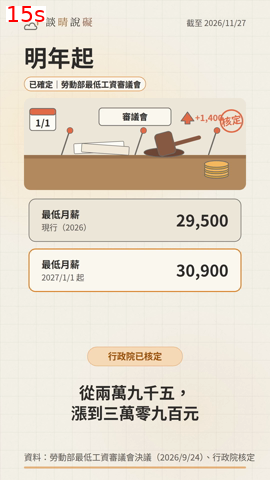 15s
談晴說礙
截至 2026/11/27
明年起
已確定｜勞動部最低工資審議會
1/1
審議會
+1,400
核定
最低月薪
現行（2026）
29,500
最低月薪
2027/1/1 起
30,900
行政院已核定
從兩萬九千五，
漲到三萬零九百元
資料：勞動部最低工資審議會決議（2026/9/24）、行政院核定